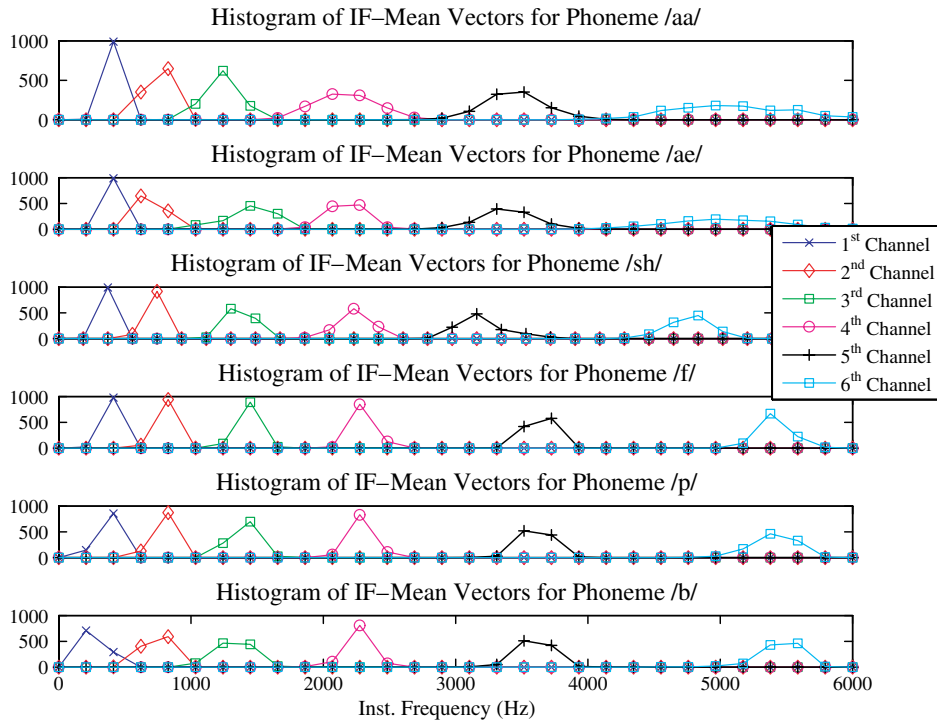 Histogram of IF–Mean Vectors for Phoneme /aa/
1000
500
0
Histogram of IF–Mean Vectors for Phoneme /ae/
1000
500
0
Histogram of IF–Mean Vectors for Phoneme /sh/
1000
500
0
1st Channel
2nd Channel
3rd Channel
4th Channel
5th Channel
6th Channel
Histogram of IF–Mean Vectors for Phoneme /f/
1000
500
0
Histogram of IF–Mean Vectors for Phoneme /p/
1000
500
0
Histogram of IF–Mean Vectors for Phoneme /b/
1000
500
0
0 1000 2000 3000 4000 5000 6000
Inst. Frequency (Hz)